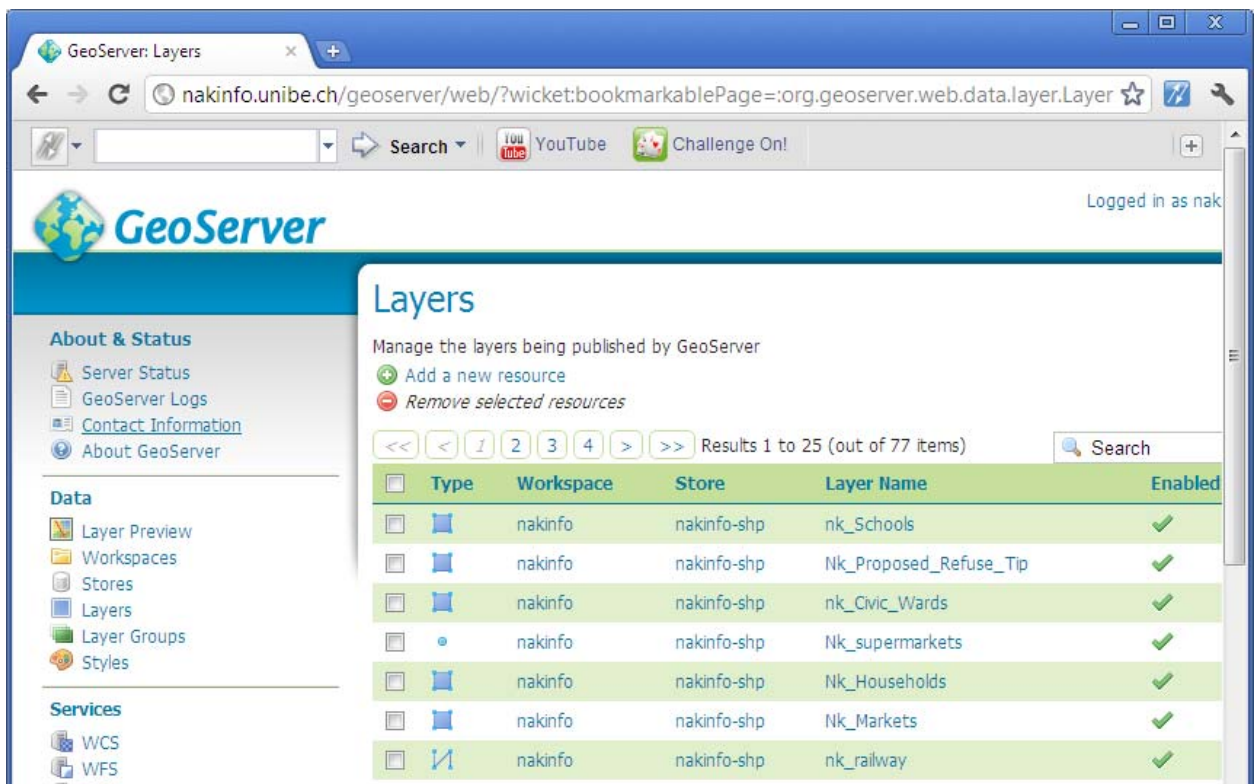 GeoServer: Layers
nakinfo.unibe.ch/geoserver/web/?wicket:bookmarkablePage=:org.geoserver.web.data.layer.Layer
Search
You Tube
YouTube
Challenge On!
Logged in as nak
GeoServer
Layers
Manage the layers being published by GeoServer
Add a new resource
Remove selected resources
<< < 1 2 3 4 > >> Results 1 to 25 (out of 77 items)
Search
About & Status
Server Status
GeoServer Logs
Contact Information
About GeoServer
Data
Layer Preview
Workspaces
Stores
Layers
Layer Groups
Styles
Services
WCS
WFS
Type Workspace Store Layer Name Enabled
nakinfo nakinfo-shp nk_Schools
nakinfo nakinfo-shp Nk_Proposed_Refuse_Tip
nakinfo nakinfo-shp nk_Civic_Wards
nakinfo nakinfo-shp Nk_supermarkets
nakinfo nakinfo-shp Nk_Households
nakinfo nakinfo-shp Nk_Markets
nakinfo nakinfo-shp nk_railway